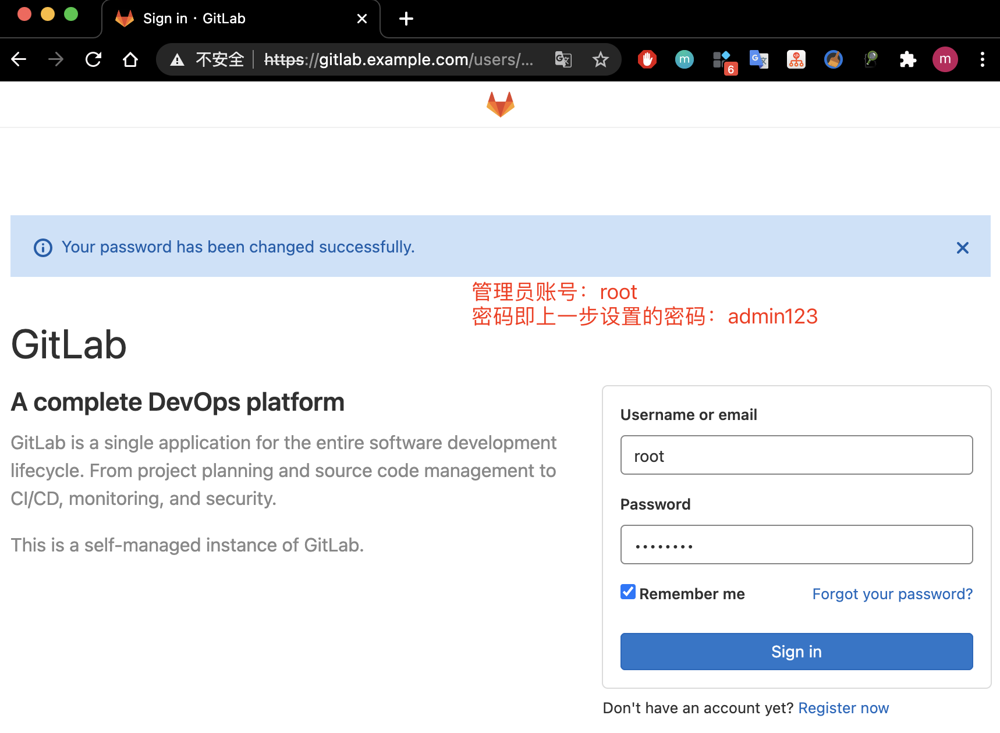 Sign in · GitLab
不安全 https://gitlab.example.com/users/...
m
6
G
m
Your password has been changed successfully.
管理员账号：root
密码即上一步设置的密码：admin123
GitLab
A complete DevOps platform
GitLab is a single application for the entire software development
lifecycle. From project planning and source code management to
CI/CD, monitoring, and security.
This is a self-managed instance of GitLab.
Username or email
root
Password
••••••••
Remember me
Forgot your password?
Sign in
Don't have an account yet? Register now